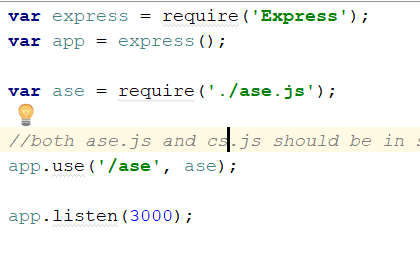 var express = require('Express');
var app = express();
var ase = require('./ase.js');
//both ase.js and cs.js should be in
app.use('/ase', ase);
app.listen(3000);